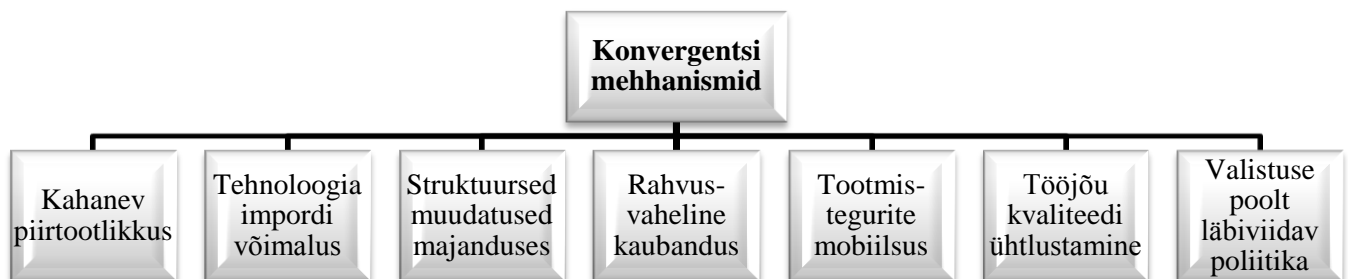 Konvergentsi
mehhanismid
Kahanev
piirtootlikkus
Tehnoloogia
impordi
võimalus
Struktuursed
muudatused
majanduses
Rahvus-
vaheline
kaubandus
Tootmis-
tegurite
mobiilsus
Tööjõu
kvaliteedi
ühtlustamine
Valistuse
poolt
läbiviidav
poliitika